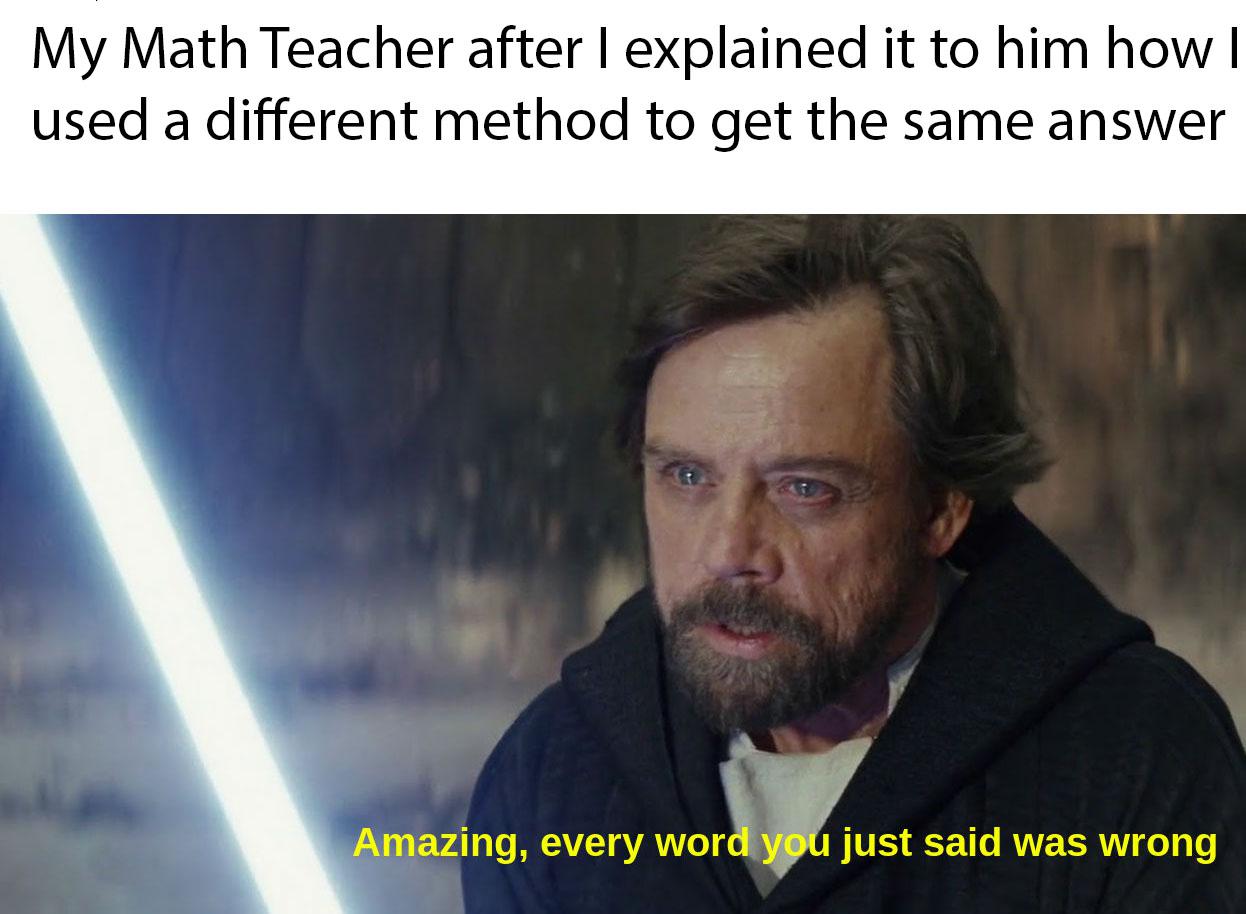 My Math Teacher after I explained it to him how I
used a different method to get the same answer
Amazing, every word you just said was wrong